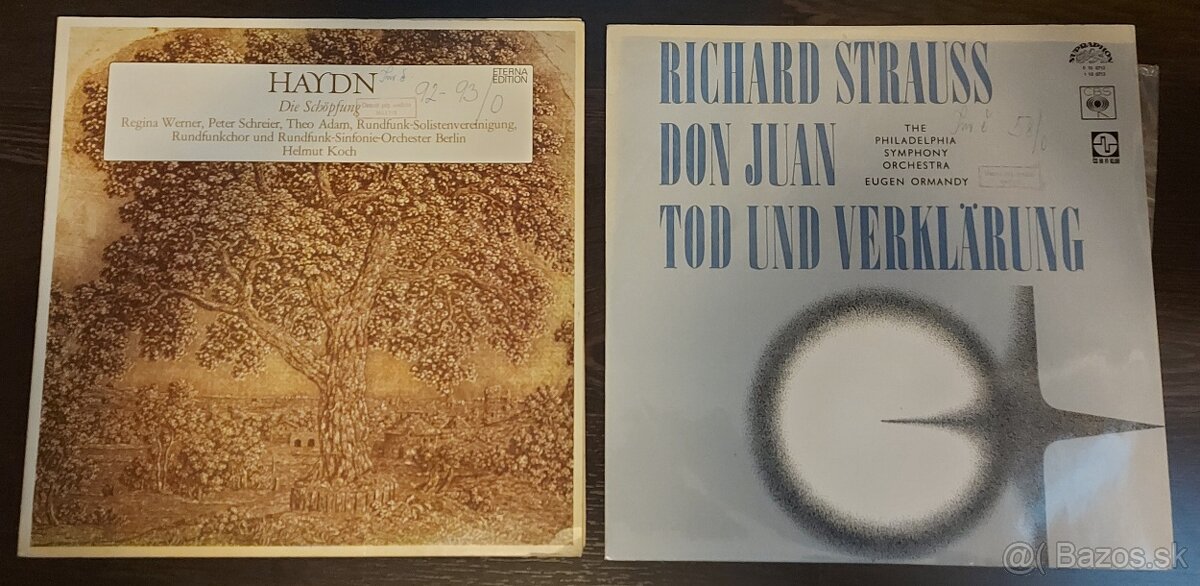 HAYDN
ETERNA
EDITION
92-93/0
Die Schöpfung
Regina Werner, Peter Schreier, Theo Adam, Rundfunk-Solistenvereinigung,
Rundfunkchor und Rundfunk-Sinfonie-Orchester Berlin
Helmut Koch
RICHARD STRAUSS
DON JUAN
TOD UND VERKLÄRUNG
THE
PHILADELPHIA
SYMPHONY
ORCHESTRA
EUGEN ORMANDY
SUPRAPHON
CBS
@( Bazos.sk